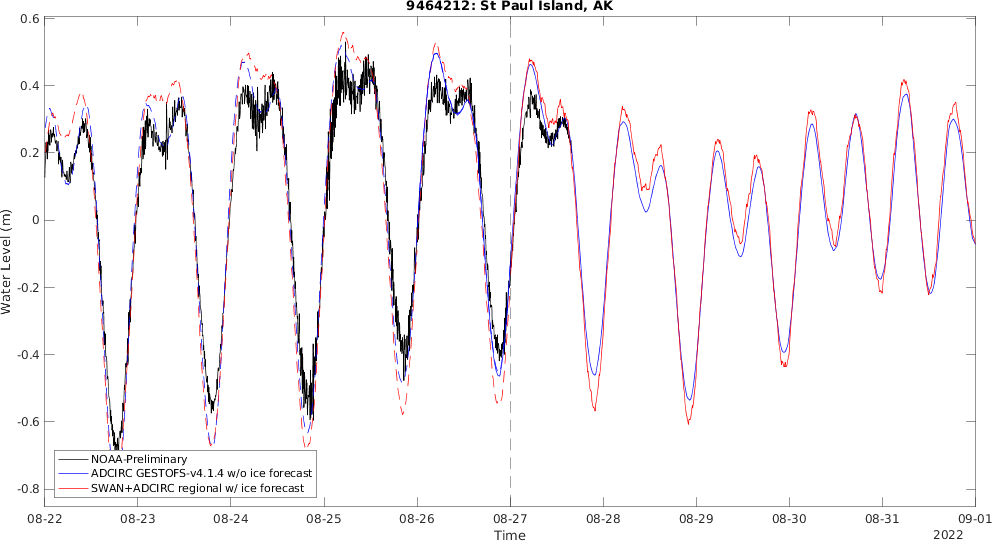 9464212: St Paul Island, AK
0.6
0.4
0.2
0
-0.2
-0.4
-0.6
-0.8
Water Level (m)
NOAA-Preliminary
ADCIRC GESTOFS-v4.1.4 w/o ice forecast
SWAN+ADCIRC regional w/ ice forecast
08-22 08-23 08-24 08-25 08-26 08-27 08-28 08-29 08-30 08-31 09-01
Time
2022